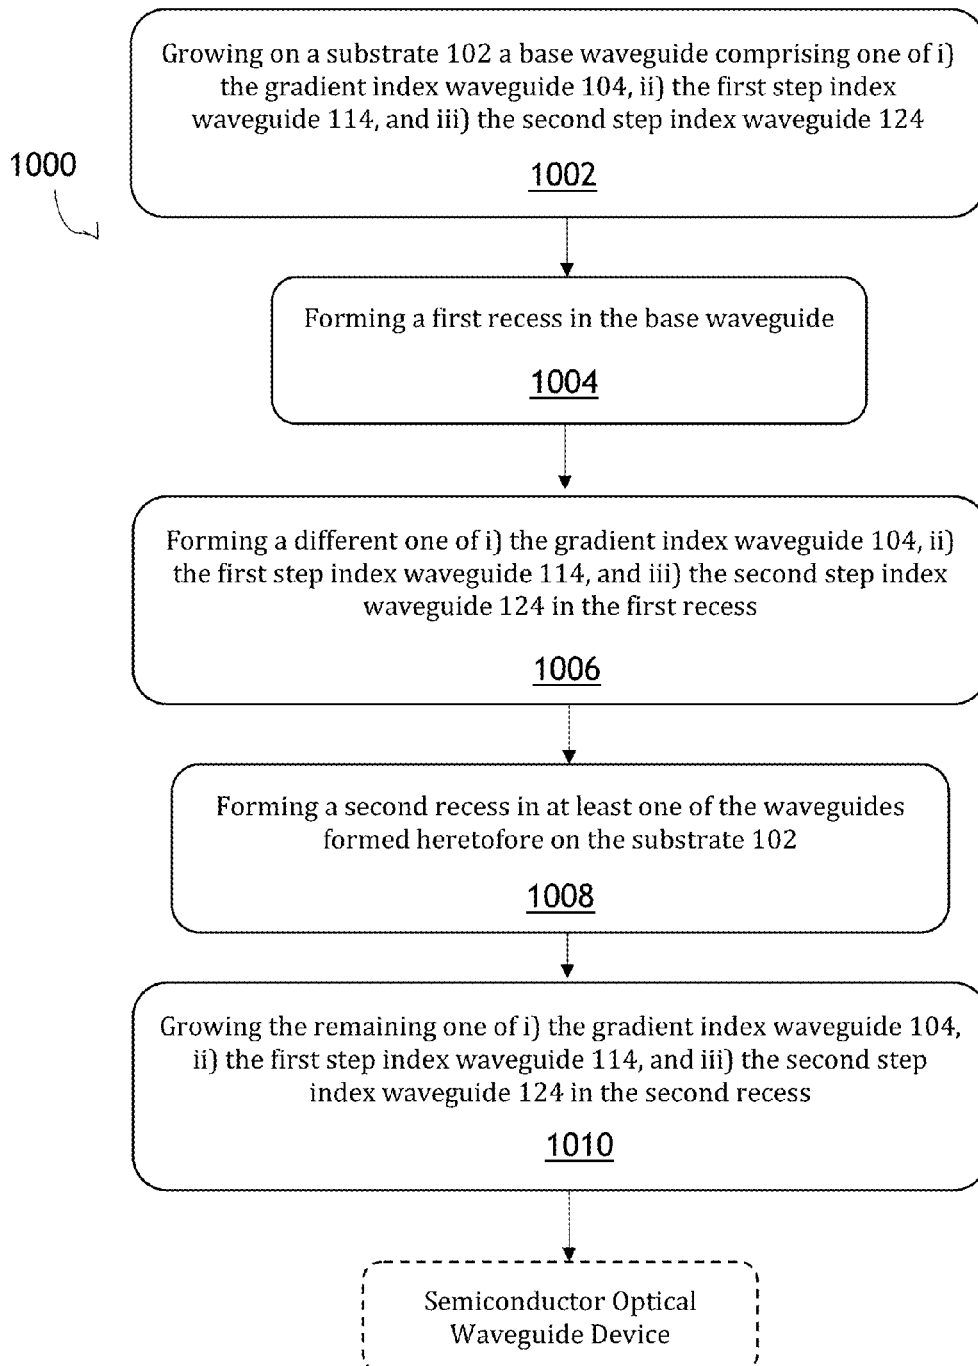 Growing on a substrate 102 a base waveguide comprising one of i)
the gradient index waveguide 104, ii) the first step index
waveguide 114, and iii) the second step index waveguide 124
1002
1000
Forming a first recess in the base waveguide
1004
Forming a different one of i) the gradient index waveguide 104, ii)
the first step index waveguide 114, and iii) the second step index
waveguide 124 in the first recess
1006
Forming a second recess in at least one of the waveguides
formed heretofore on the substrate 102
1008
Growing the remaining one of i) the gradient index waveguide 104,
ii) the first step index waveguide 114, and iii) the second step
index waveguide 124 in the second recess
1010
Semiconductor Optical
Waveguide Device